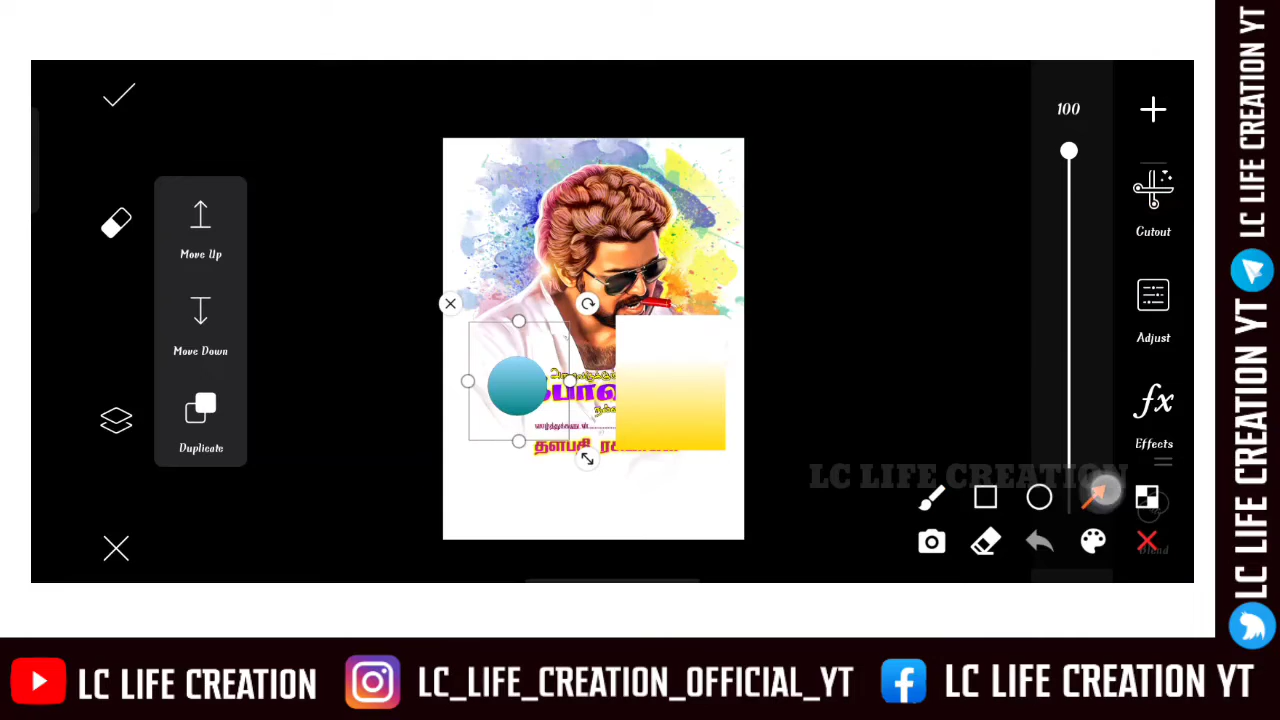 100
Cutout
Adjust
Effects
Move Up
Move Down
Duplicate
LC LIFE CREATION
LC LIFE CREATION
LC_LIFE_CREATION_OFFICIAL_YT
LC LIFE CREATION YT
LC LIFE CREATION YT
LC LIFE CREATION YT
தளபதி